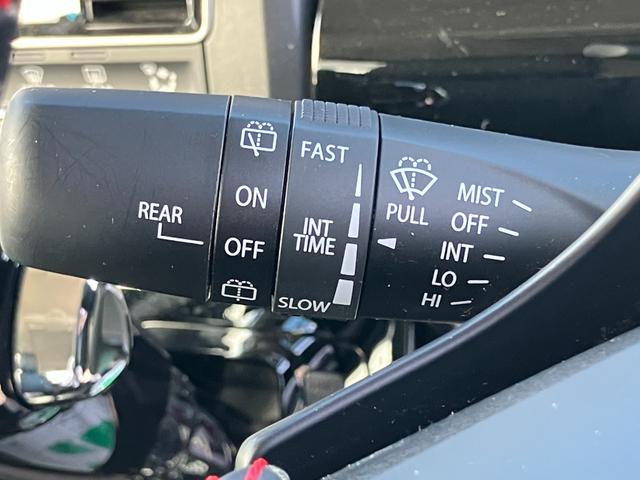 REAR
ON
OFF
FAST
INT
TIME
SLOW
PULL
MIST
OFF
INT
LO
HI